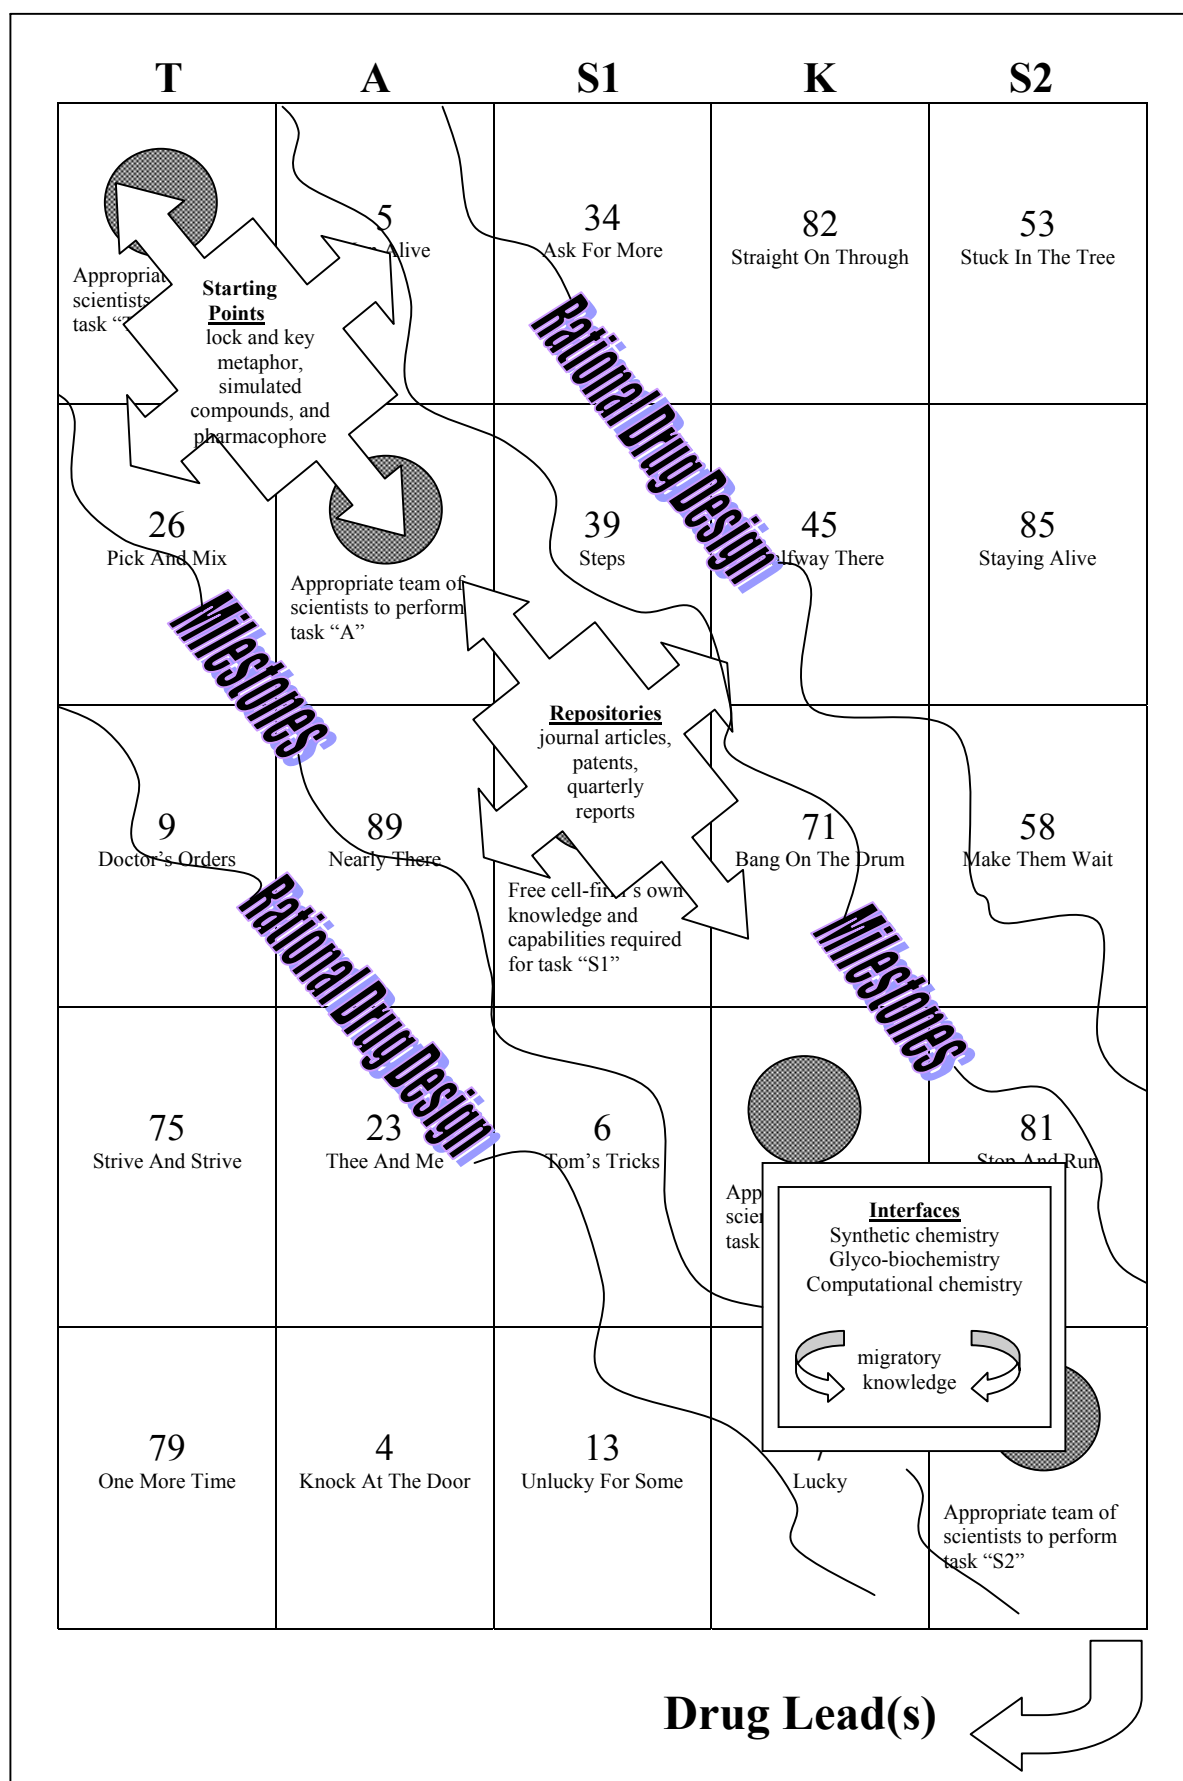 T A S1 K S2
5
Alive
34
Ask For More
82
Straight On Through
53
Stuck In The Tree
scientists
task
Starting
Points
lock and key
metaphor,
simulated
compounds, and
pharmacophore
Rational Drug Design
26
Pick And Mix
Appropriate team of
scientists to perform
task “A”
39
Steps
45
Halfway There
85
Staying Alive
Milestones
Repositories
journal articles,
patents,
quarterly
reports
9
Doctor’s Orders
89
Nearly There
Free cell-firm’s own
knowledge and
capabilities required
for task “S1”
71
Bang On The Drum
58
Make Them Wait
Rational Drug Design
Milestones
75
Strive And Strive
23
Thee And Me
6
Tom’s Tricks
task
81
Stop And Run
Interfaces
Synthetic chemistry
Glyco-biochemistry
Computational chemistry
migratory
knowledge
79
One More Time
4
Knock At The Door
13
Unlucky For Some
7
Lucky
Appropriate team of
scientists to perform
task “S2”
Drug Lead(s)